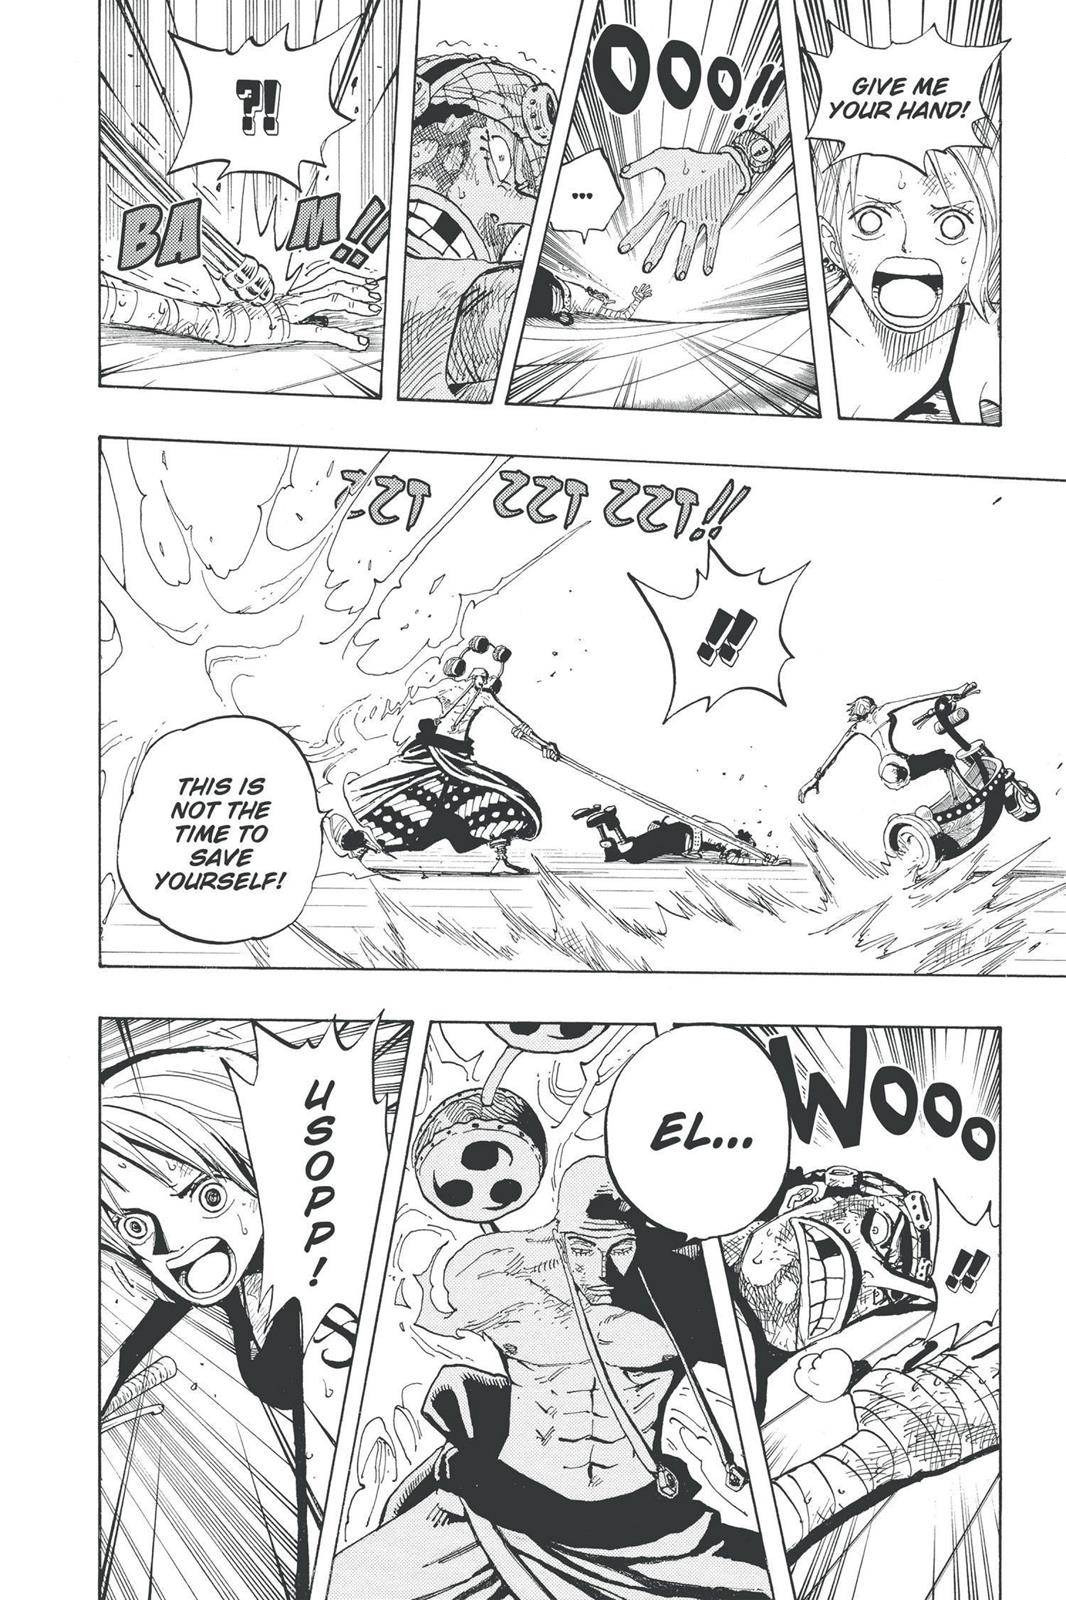 GIVE ME
YOUR HAND!
OOO!!
...
?!
BAM!!
ZZT ZZT ZZT!!
!!
THIS IS
NOT THE
TIME TO
SAVE
YOURSELF!
WOOO
!!
EL...
USOPP!